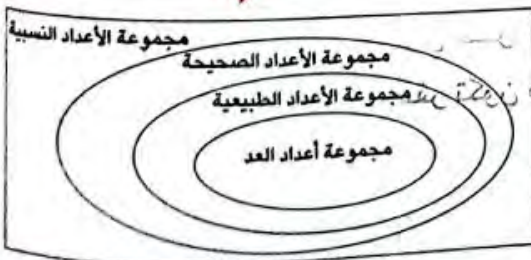 مجموعة الأعداد النسبية
مجموعة الأعداد الصحيحة
مجموعة الأعداد الطبيعية
مجموعة أعداد العد